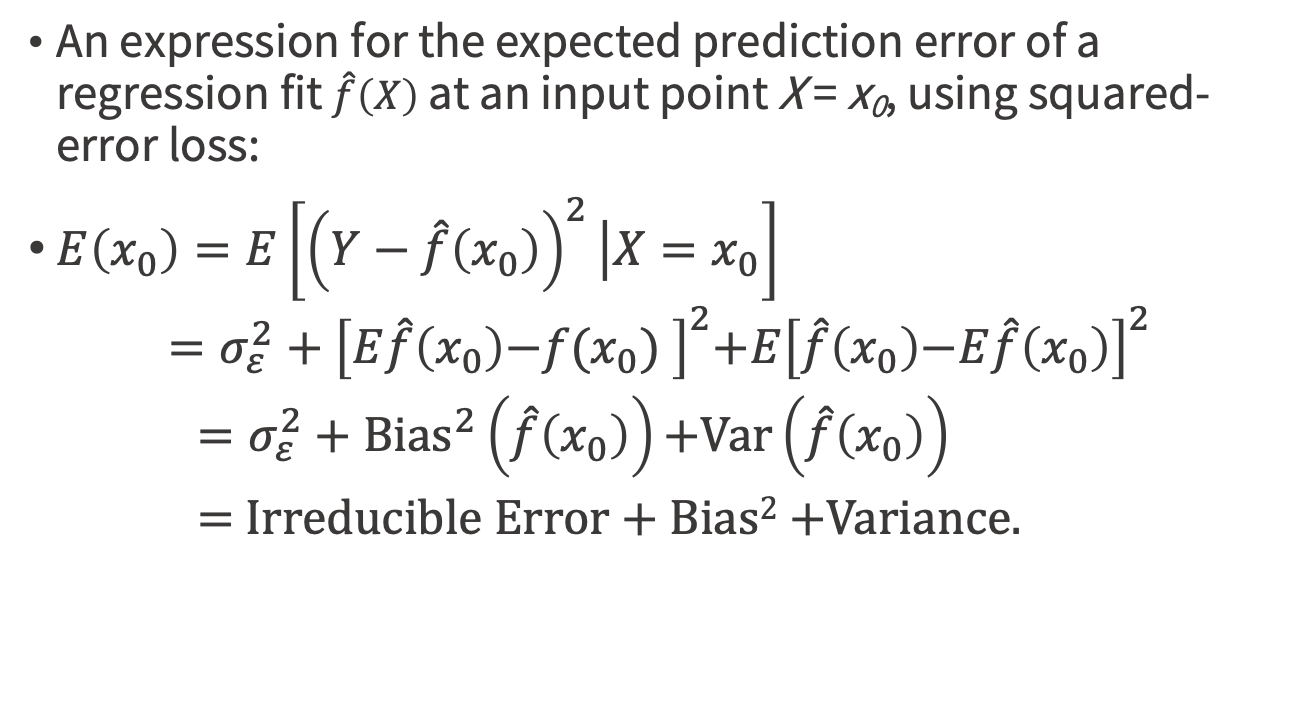 • An expression for the expected prediction error of a
regression fit f̂(X) at an input point X= x₀, using squared-
error loss:
• E(x₀) = E[(Y − f̂(x₀))² |X = x₀]
= σ_ε² + [Ef̂(x₀)−f(x₀) ]²+E[f̂(x₀)−Ef̂(x₀)]²
= σ_ε² + Bias² (f̂(x₀))+Var(f̂(x₀))
= Irreducible Error + Bias² +Variance.